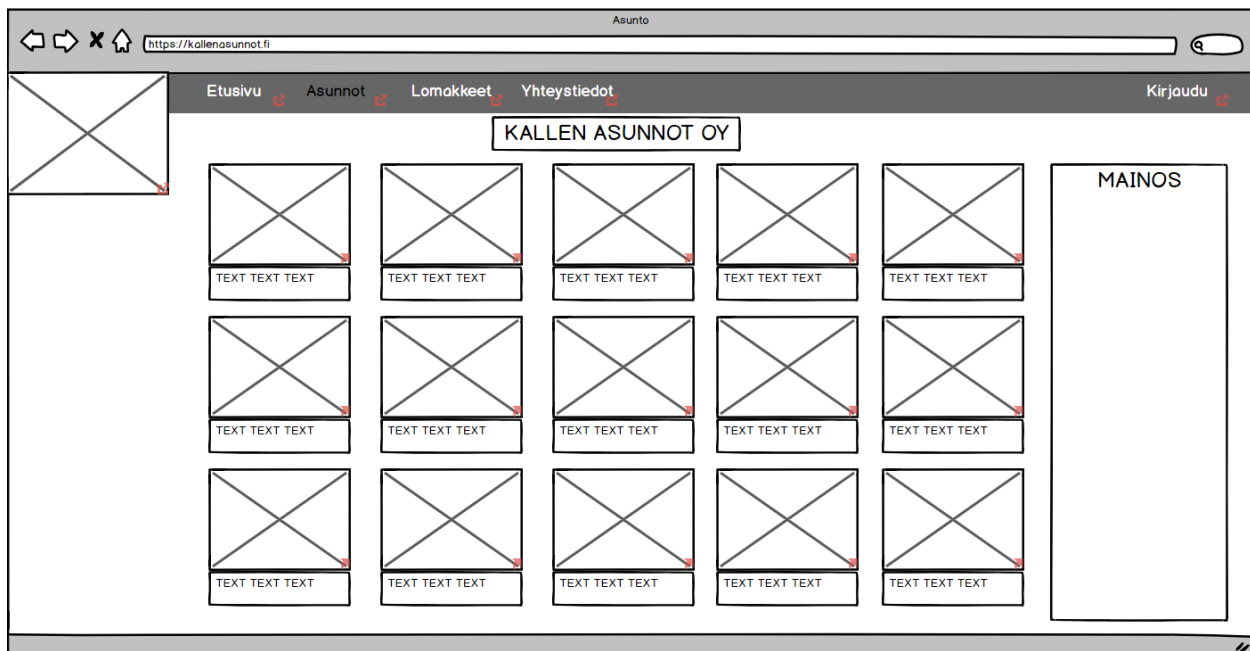 Asunto
https://kallenasunnot.fi
Etusivu Asunnot Lomakkeet Yhteystiedot Kirjaudu
KALLEN ASUNNOT OY
MAINOS
TEXT TEXT TEXT TEXT TEXT TEXT TEXT TEXT TEXT TEXT TEXT TEXT TEXT TEXT TEXT
TEXT TEXT TEXT TEXT TEXT TEXT TEXT TEXT TEXT TEXT TEXT TEXT TEXT TEXT TEXT
TEXT TEXT TEXT TEXT TEXT TEXT TEXT TEXT TEXT TEXT TEXT TEXT TEXT TEXT TEXT